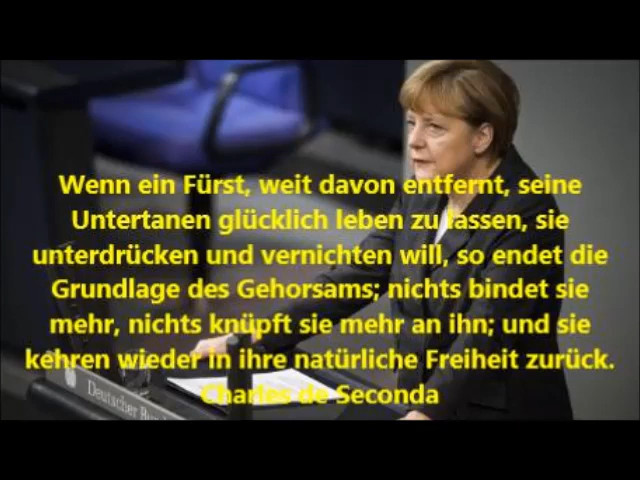 Wenn ein Fürst, weit davon entfernt, seine
Untertanen glücklich leben zu lassen, sie
unterdrücken und vernichten will, so endet die
Grundlage des Gehorsams; nichts bindet sie
mehr, nichts knüpft sie mehr an ihn; und sie
kehren wieder in ihre natürliche Freiheit zurück.
Charles de Seconda
Deutscher